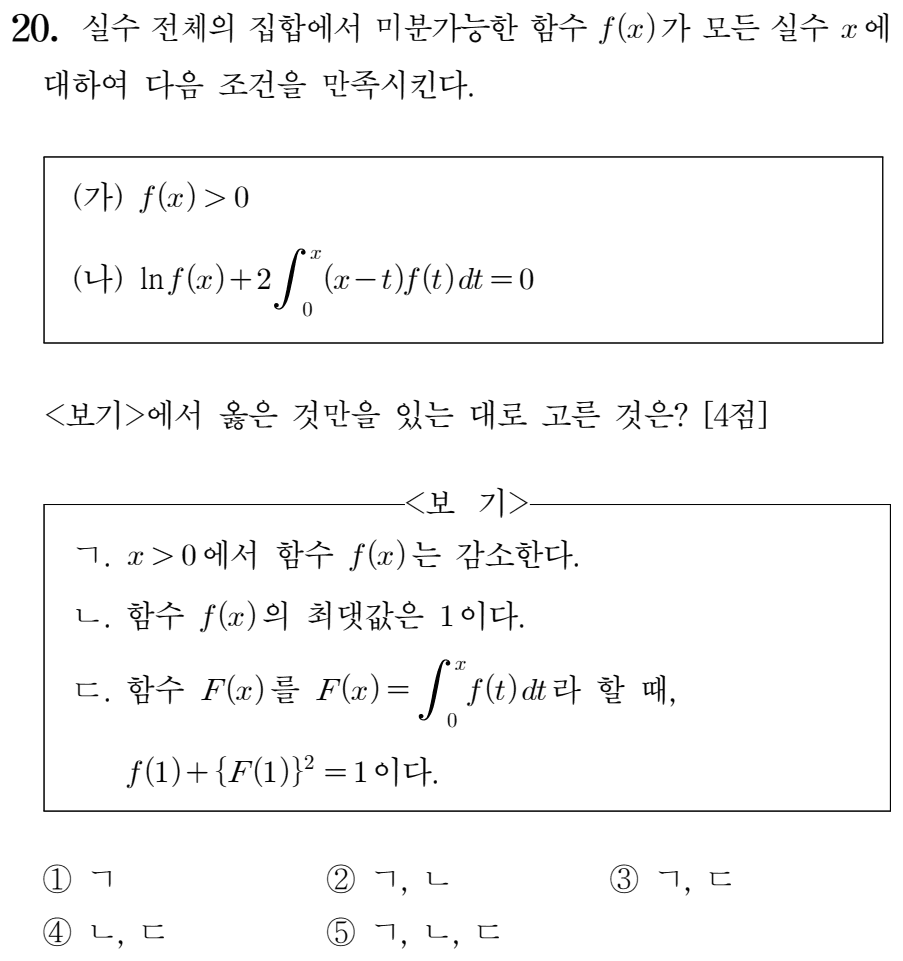 20. 실수 전체의 집합에서 미분가능한 함수 f(x)가 모든 실수 x에
대하여 다음 조건을 만족시킨다.
(가) f(x)>0
(나) ln f(x)+2∫₀ˣ(x−t)f(t)dt=0
<보기>에서 옳은 것만을 있는 대로 고른 것은? [4점]
<보 기>
ㄱ. x>0에서 함수 f(x)는 감소한다.
ㄴ. 함수 f(x)의 최댓값은 1이다.
ㄷ. 함수 F(x)를 F(x)=∫₀ˣf(t)dt라 할 때,
f(1)+{F(1)}²=1이다.
① ㄱ ② ㄱ, ㄴ ③ ㄱ, ㄷ
④ ㄴ, ㄷ ⑤ ㄱ, ㄴ, ㄷ